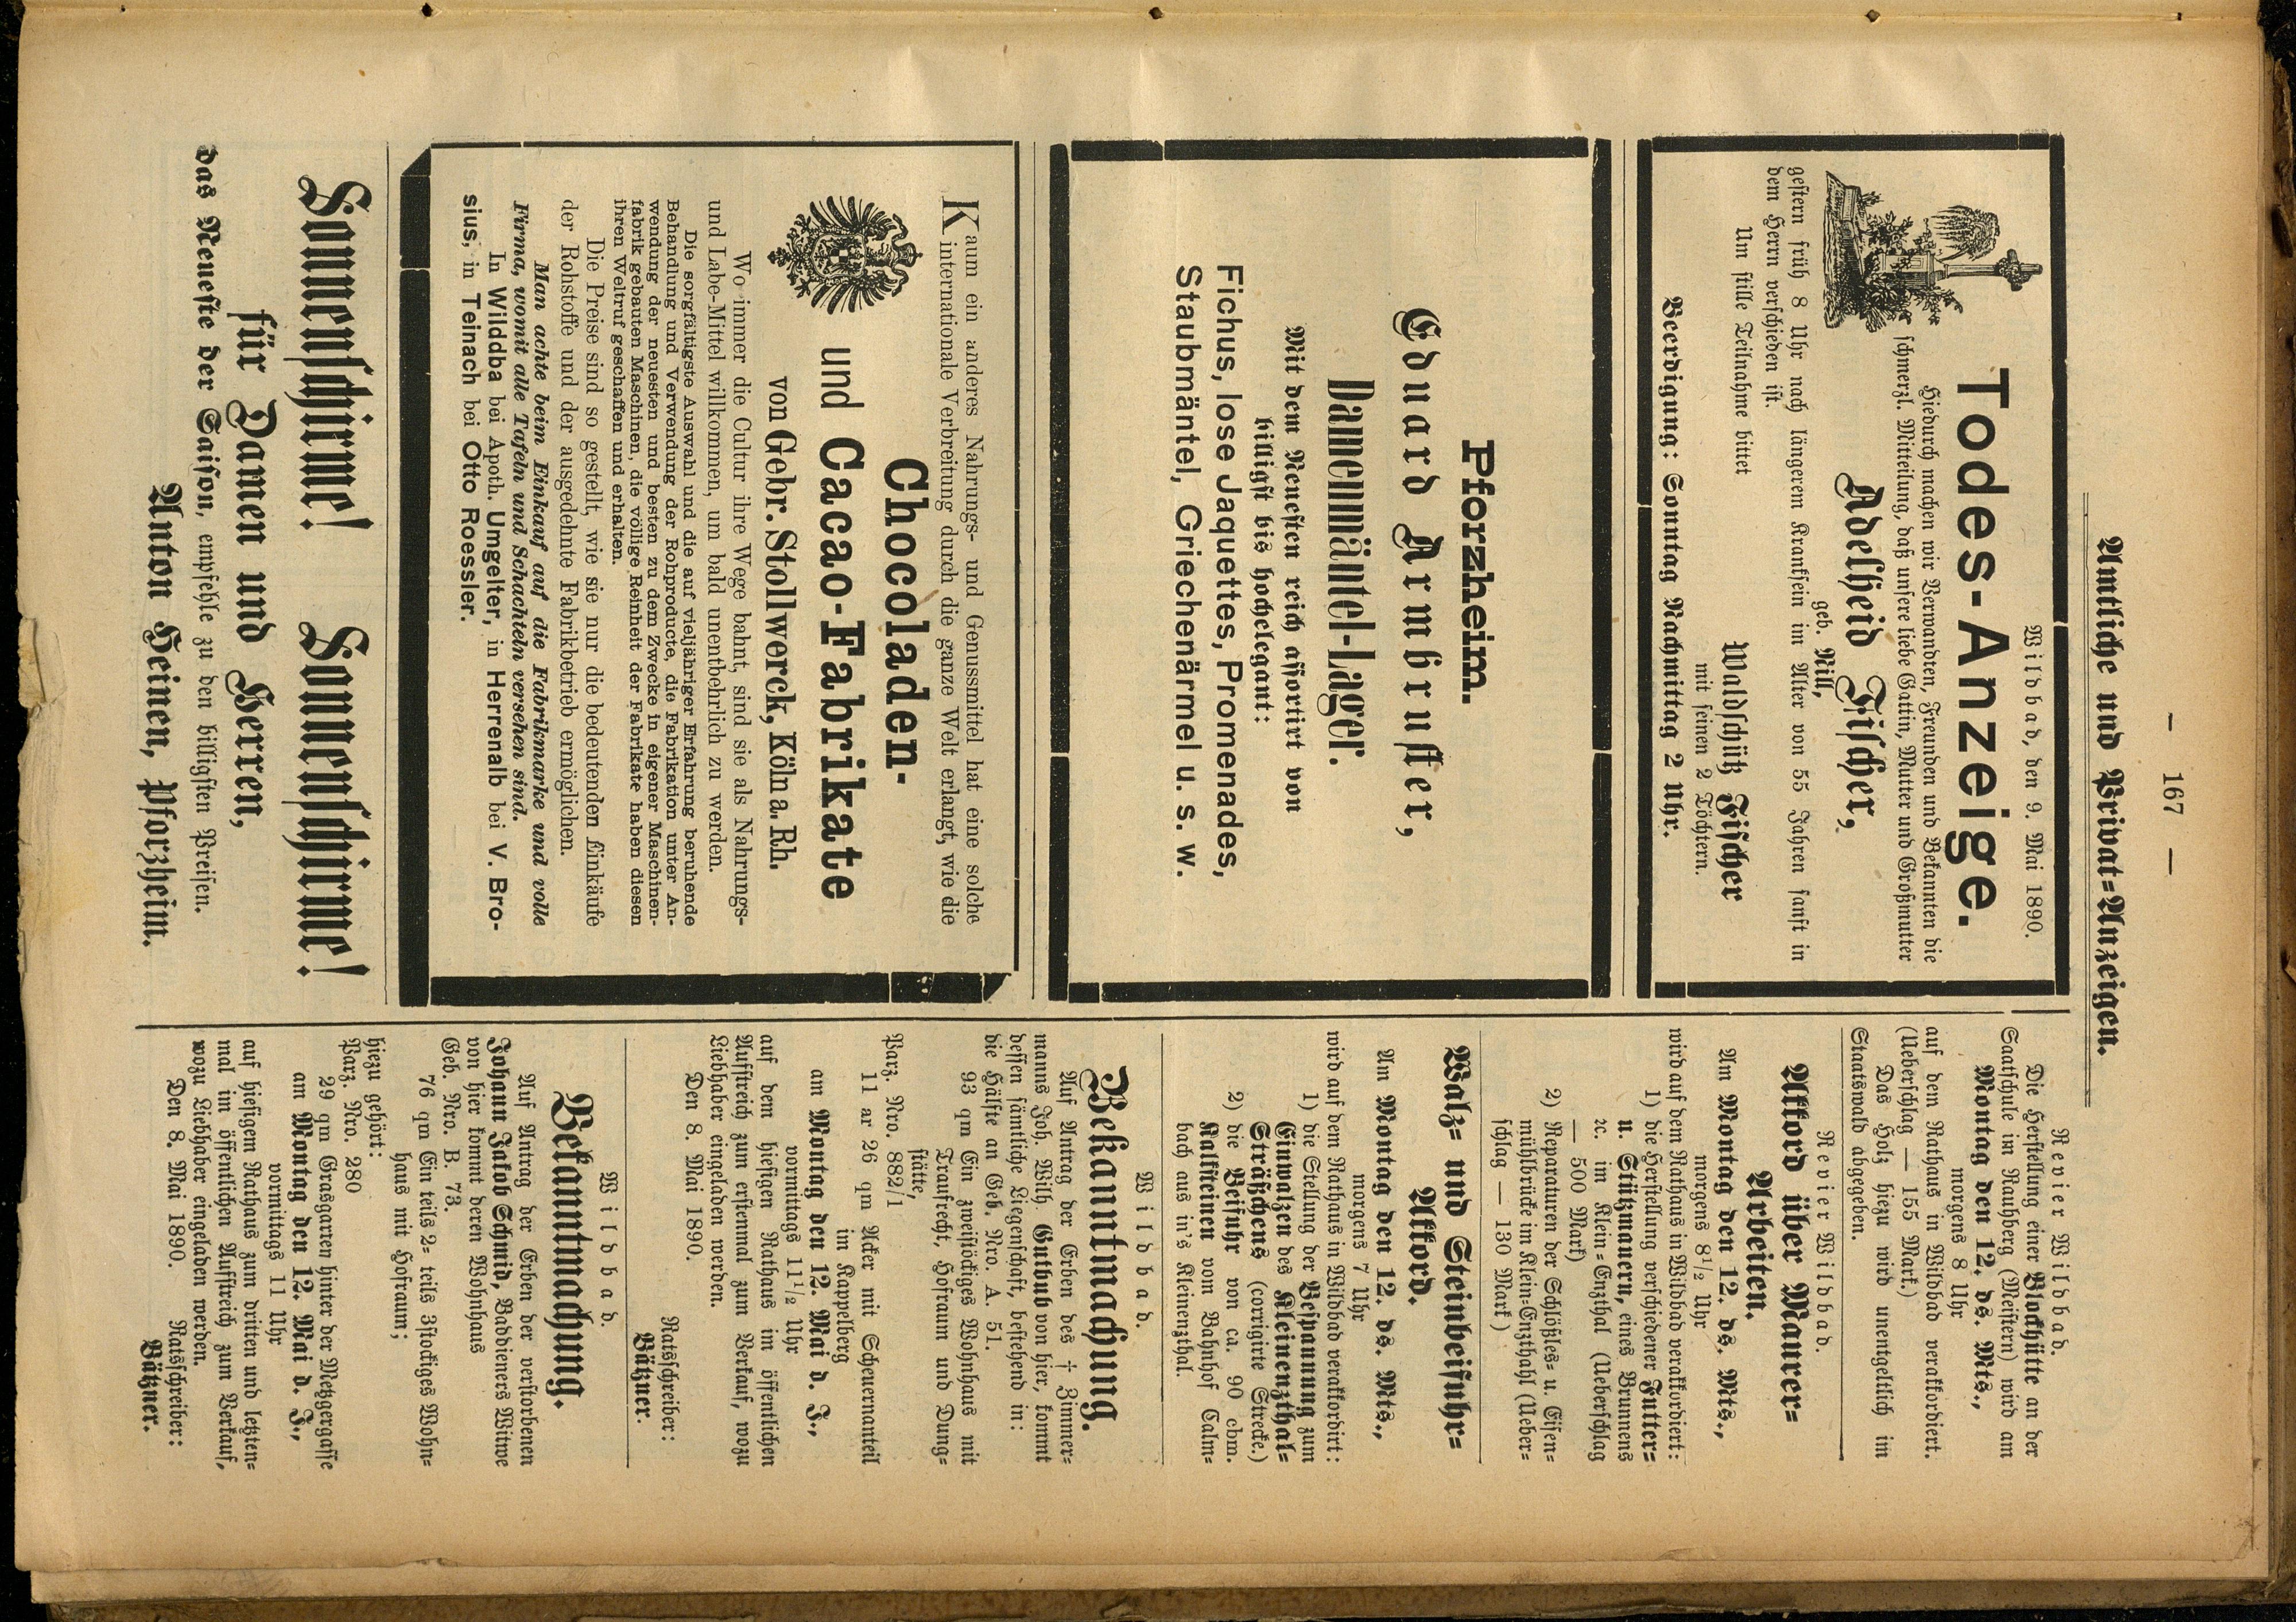 — 167 —
Amtliche und Privat=Anzeigen.
Wildbad, den 9. Mai 1890.
Todes-Anzeige.
Hiedurch machen wir Verwandten, Freunden und Bekannten die
schmerzl. Mitteilung, daß unsere liebe Gattin, Mutter und Großmutter
Adelheid Fischer,
geb. Rill,
gestern früh 8 Uhr nach längerem Kranksein im Alter von 55 Jahren sanft in
dem Herrn verschieden ist.
Um stille Teilnahme bittet
Waldschütz Fischer
mit seinen 2 Töchtern.
Beerdigung: Sonntag Nachmittag 2 Uhr.
Pforzheim.
Eduard Armbruster,
Damenmäntel-Lager.
Mit dem Neuesten reich assortirt von
billigst bis hochelegant:
Fichus, lose Jaquettes, Promenades,
Staubmäntel, Griechenärmel u. s. w.
Kaum ein anderes Nahrungs- und Genussmittel hat eine solche
internationale Verbreitung durch die ganze Welt erlangt, wie die
Chocoladen-
und Cacao-Fabrikate
von Gebr. Stollwerck, Köln a. Rh.
Wo immer die Cultur ihre Wege bahnt, sind sie als Nahrungs-
und Labe-Mittel willkommen, um bald unentbehrlich zu werden.
Die sorgfältigste Auswahl und die auf vieljähriger Erfahrung beruhende
Behandlung und Verwendung der Rohproducte, die Fabrikation unter An-
wendung der neuesten und besten zu dem Zwecke in eigener Maschinen-
fabrik gebauten Maschinen, die völlige Reinheit der Fabrikate haben diesen
ihren Weltruf geschaffen und erhalten.
Die Preise sind so gestellt, wie sie nur die bedeutenden Einkäufe
der Rohstoffe und der ausgedehnte Fabrikbetrieb ermöglichen.
Man achte beim Einkauf auf die Fabrikmarke und volle
Firma, womit alle Tafeln und Schachteln versehen sind.
In Wilddba bei Apoth. Umgelter, in Herrenalb bei V. Bro-
sius, in Teinach bei Otto Roessler.
Sonnenschirme! Sonnenschirme!
für Damen und Herren,
das Neueste der Saison, empfehle zu den billigsten Preisen.
Anton Heinen, Pforzheim.
Revier Wildbad.
Die Herstellung einer Blockhütte an der
Saatschule in Rauhberg (Meistern) wird am
Montag den 12. ds. Mts.,
morgens 8 Uhr
auf dem Rathaus in Wildbad verakkordiert.
(Ueberschlag — 155 Mark.)
Das Holz hiezu wird unentgeltlich im
Staatswald abgegeben.
Revier Wildbad.
Akkord über Maurer=
Arbeiten.
Am Montag den 12. ds. Mts.,
morgens 8½ Uhr
wird auf dem Rathaus in Wildbad verakkordiert:
1) die Herstellung verschiedener Futter=
u. Stützmauern, eines Brunnens
ꝛc. im Klein=Enzthal (Ueberschlag
— 500 Mark)
2) Reparaturen der Schößles= u. Eisen=
mühlbrücke im Klein=Enzthahl (Ueber=
schlag — 130 Mark)
Walz= und Steinbeifuhr=
Akkord.
Am Montag den 12. ds. Mts.,
morgens 7 Uhr
wird auf dem Rathaus in Wildbad verakkordirt:
1) die Stellung der Bespannung zum
Einwalzen des Kleinenzthal=
Sträßchens (corrigirte Strecke.)
2) die Beifuhr von ca. 90 cbm.
Kalksteinen vom Bahnhof Calm=
bach aus in's Kleinenzthal.
Wildbad.
Bekanntmachung.
Auf Antrag der Erben des † Zimmer=
manns Joh. Wilh. Gutbub von hier, kommt
dessen sämtliche Liegenschaft, bestehend in:
die Hälfte an Geb. Nro. A. 51.
93 qm Ein zweistöckiges Wohnhaus mit
Traufrecht, Hofraum und Dung=
stätte,
Parz. Nro. 882/1
11 ar 26 qm Acker mit Scheuernanteil
im Kappelberg
am Montag den 12. Mai d. J.,
vormittags 11½ Uhr
auf dem hiesigen Rathaus im öffentlichen
Aufstreich zum erstenmal zum Verkauf, wozu
Liebhaber eingeladen werden.
Den 8. Mai 1890.
Ratsschreiber:
Bätzner.
Wildbad.
Bekanntmachung.
Auf Antrag der Erben der verstorbenen
Johann Jakob Schmid, Baddieners Witwe
von hier kommt deren Wohnhaus
Geb. Nro. B. 73.
76 qm Ein teils 2= teils 3stockiges Wohn=
haus mit Hofraum;
hiezu gehört:
Parz. Nro. 280
29 qm Grasgarten hinter der Metzgergasse
am Montag den 12. Mai d. J.,
vormittags 11 Uhr
auf hiesigem Rathaus zum dritten und letzten=
mal im öffentlichen Aufstreich zum Verkauf,
wozu Liebhaber eingeladen werden.
Den 8. Mai 1890. Ratsschreiber:
Bätzner.